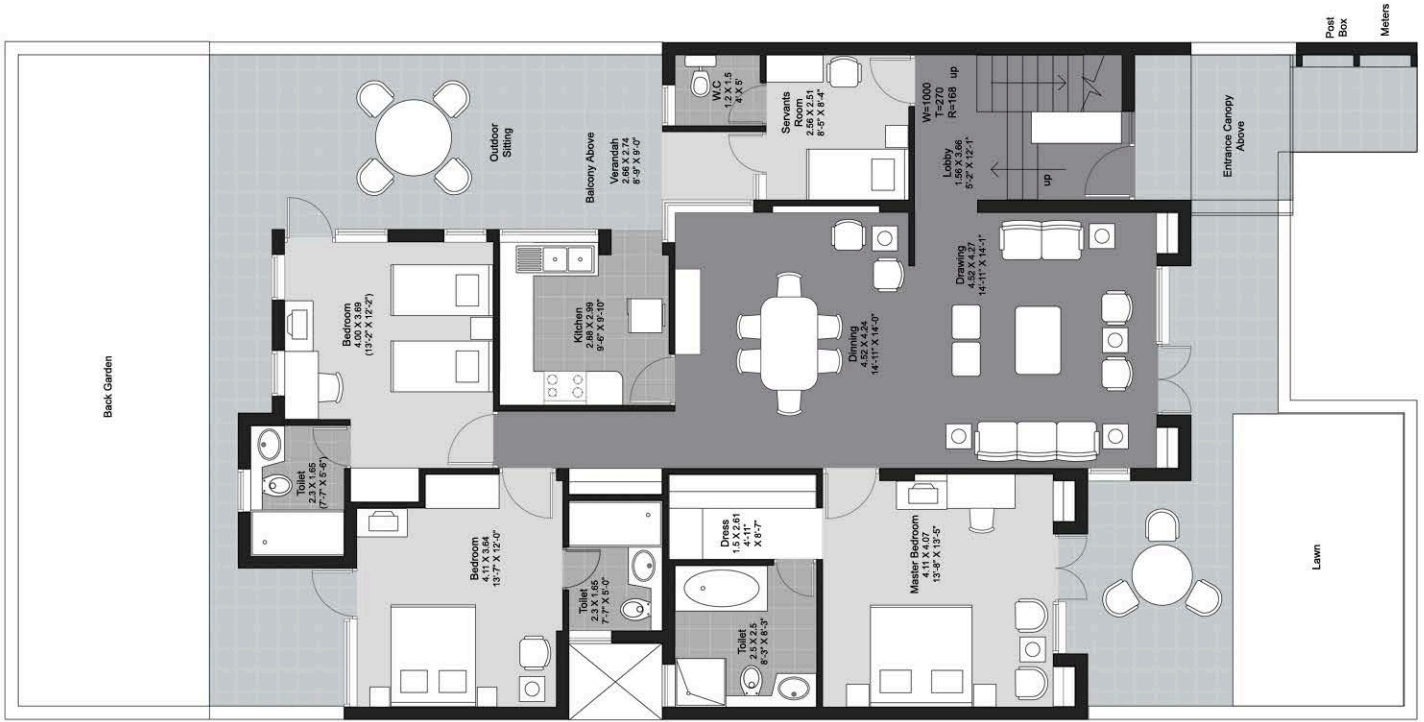 Back Garden
Outdoor
Sitting
Balcony Above
Verandah
2.66 X 2.74
8'-9" X 9'-0"
W.C
1.2 X 1.5
4' X 5'
Servants
Room
2.56 X 2.51
8'-5" X 8'-4"
W=1000
T=270
R=168 up
Lobby
1.56 X 3.66
5'-2" X 12'-1"
up
Entrance Canopy
Above
Post
Box
Meters
Bedroom
4.00 X 3.69
(13'-2" X 12'-2")
Kitchen
2.88 X 2.99
9'-6" X 9'-10"
Dinning
4.52 X 4.24
14'-11" X 14'-0"
Drawing
4.52 X 4.27
14'-11" X 14'-1"
Toilet
2.3 X 1.65
(7'-7" X 5'-6")
Bedroom
4.11 X 3.64
13'-7" X 12'-0"
Toilet
2.3 X 1.65
7'-7" X 5'-0"
Dress
1.5 X 2.61
4'-11"
X 8'-7"
Toilet
2.5 X 2.5
8'-3" X 8'-3"
Master Bedroom
4.11 X 4.07
13'-8" X 13'-5"
Lawn